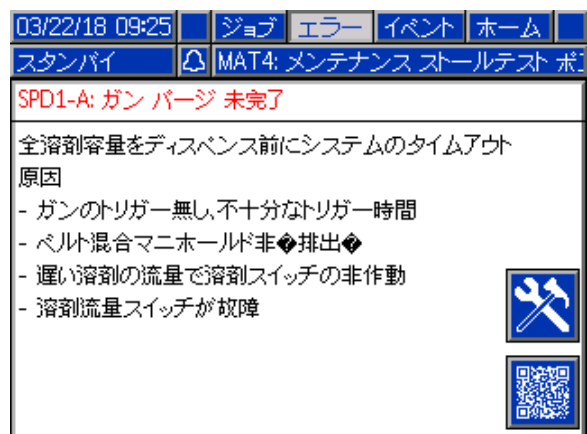 03/22/18 09:25 ジョブ エラー イベント ホーム
スタンバイ MAT4: メンテナンス ストールテスト ポ
SPD1-A: ガン パージ 未完了
全溶剤容量をディスペンス前にシステムのタイムアウト
原因
- ガンのトリガー無し、不十分なトリガー時間
- ベルト混合マニホールド非�排出�
- 遅い溶剤の流量で溶剤スイッチの非作動
- 溶剤流量スイッチが故障